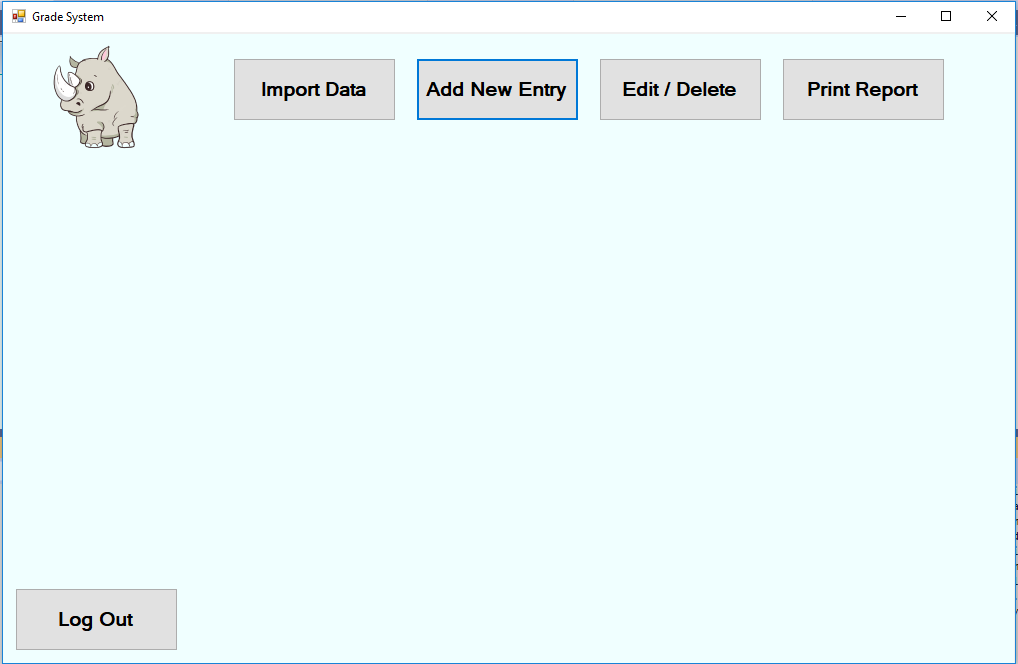 Grade System
Import Data
Add New Entry
Edit / Delete
Print Report
Log Out